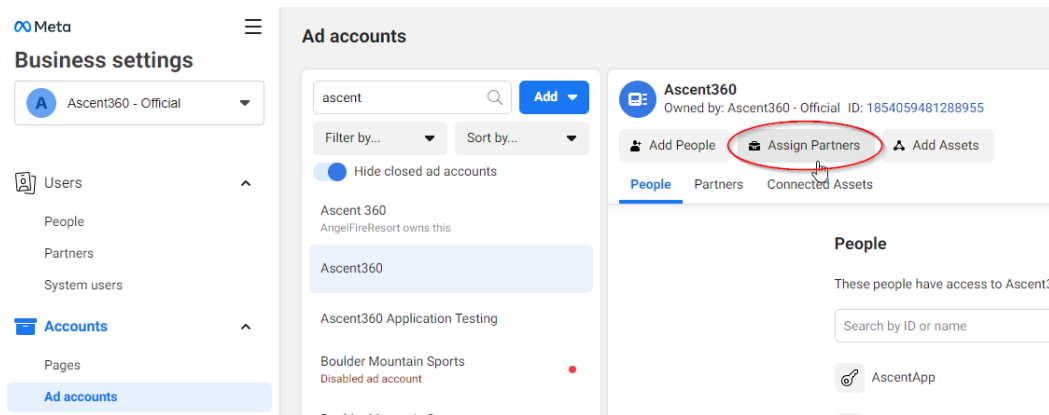 Meta
Business settings
A Ascent360 - Official
Users
People
Partners
System users
Accounts
Pages
Ad accounts
Ad accounts
ascent
Add
Filter by...
Sort by...
Hide closed ad accounts
Ascent 360
AngelFireResort owns this
Ascent360
Ascent360 Application Testing
Boulder Mountain Sports
Disabled ad account
Ascent360
Owned by: Ascent360 - Official ID: 1854059481288955
Add People
Assign Partners
Add Assets
People
Partners
Connected Assets
People
These people have access to Ascent3
Search by ID or name
AscentApp